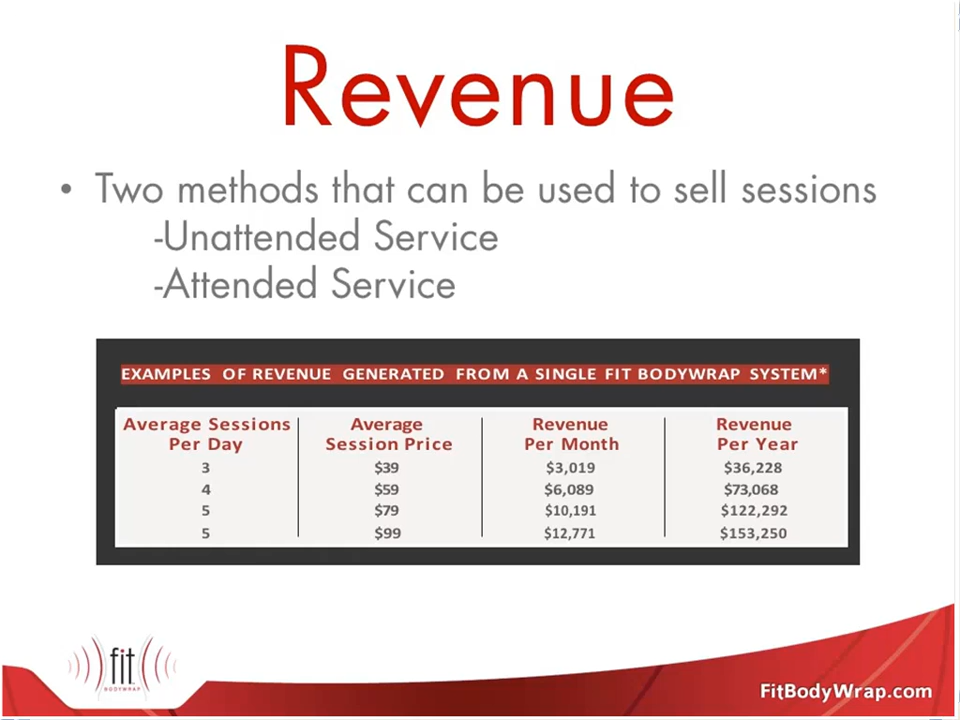 Revenue
• Two methods that can be used to sell sessions
-Unattended Service
-Attended Service
EXAMPLES OF REVENUE GENERATED FROM A SINGLE FIT BODYWRAP SYSTEM*
Average Sessions Per Day Average Session Price Revenue Per Month Revenue Per Year
3 $39 $3,019 $36,228
4 $59 $6,089 $73,068
5 $79 $10,191 $122,292
5 $99 $12,771 $153,250
fit
BODYWRAP
FitBodyWrap.com